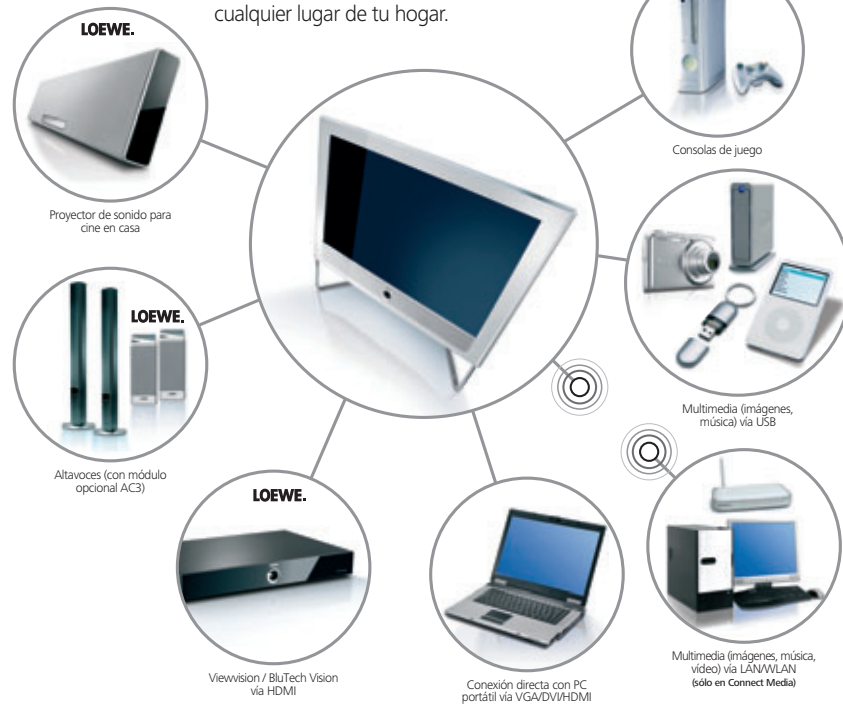 cualquier lugar de tu hogar.
LOEWE.
Proyector de sonido para
cine en casa
Consolas de juego
LOEWE.
Altavoces (con módulo
opcional AC3)
Multimedia (imágenes,
música) vía USB
LOEWE.
Viewvision / BluTech Vision
vía HDMI
Conexión directa con PC
portátil vía VGA/DVI/HDMI
Multimedia (imágenes, música,
vídeo) vía LAN/WLAN
(sólo en Connect Media)